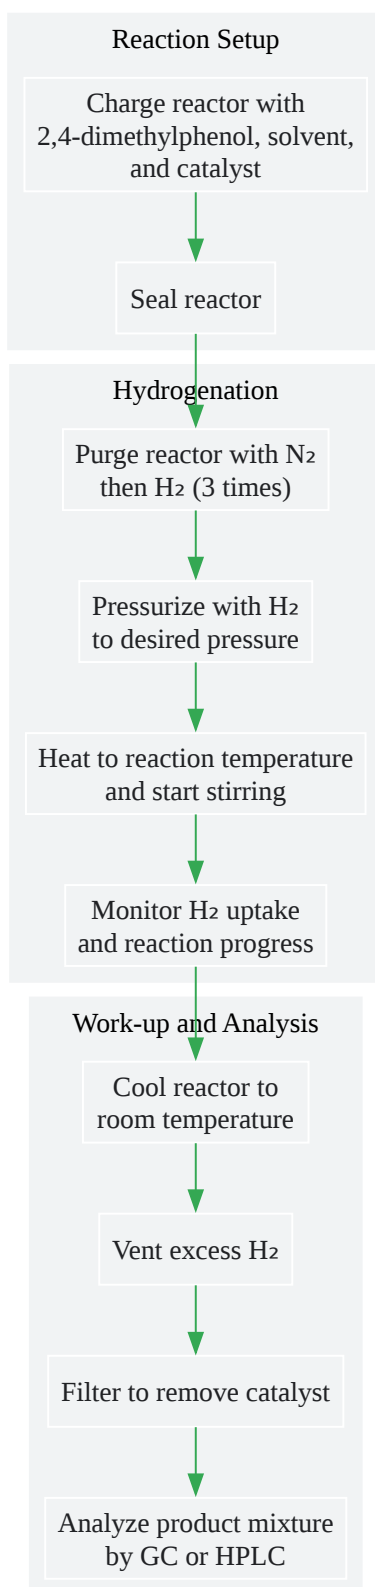 Reaction Setup
Charge reactor with
2,4-dimethylphenol, solvent,
and catalyst
Seal reactor
Hydrogenation
Purge reactor with N₂
then H₂ (3 times)
Pressurize with H₂
to desired pressure
Heat to reaction temperature
and start stirring
Monitor H₂ uptake
and reaction progress
Work-up and Analysis
Cool reactor to
room temperature
Vent excess H₂
Filter to remove catalyst
Analyze product mixture
by GC or HPLC